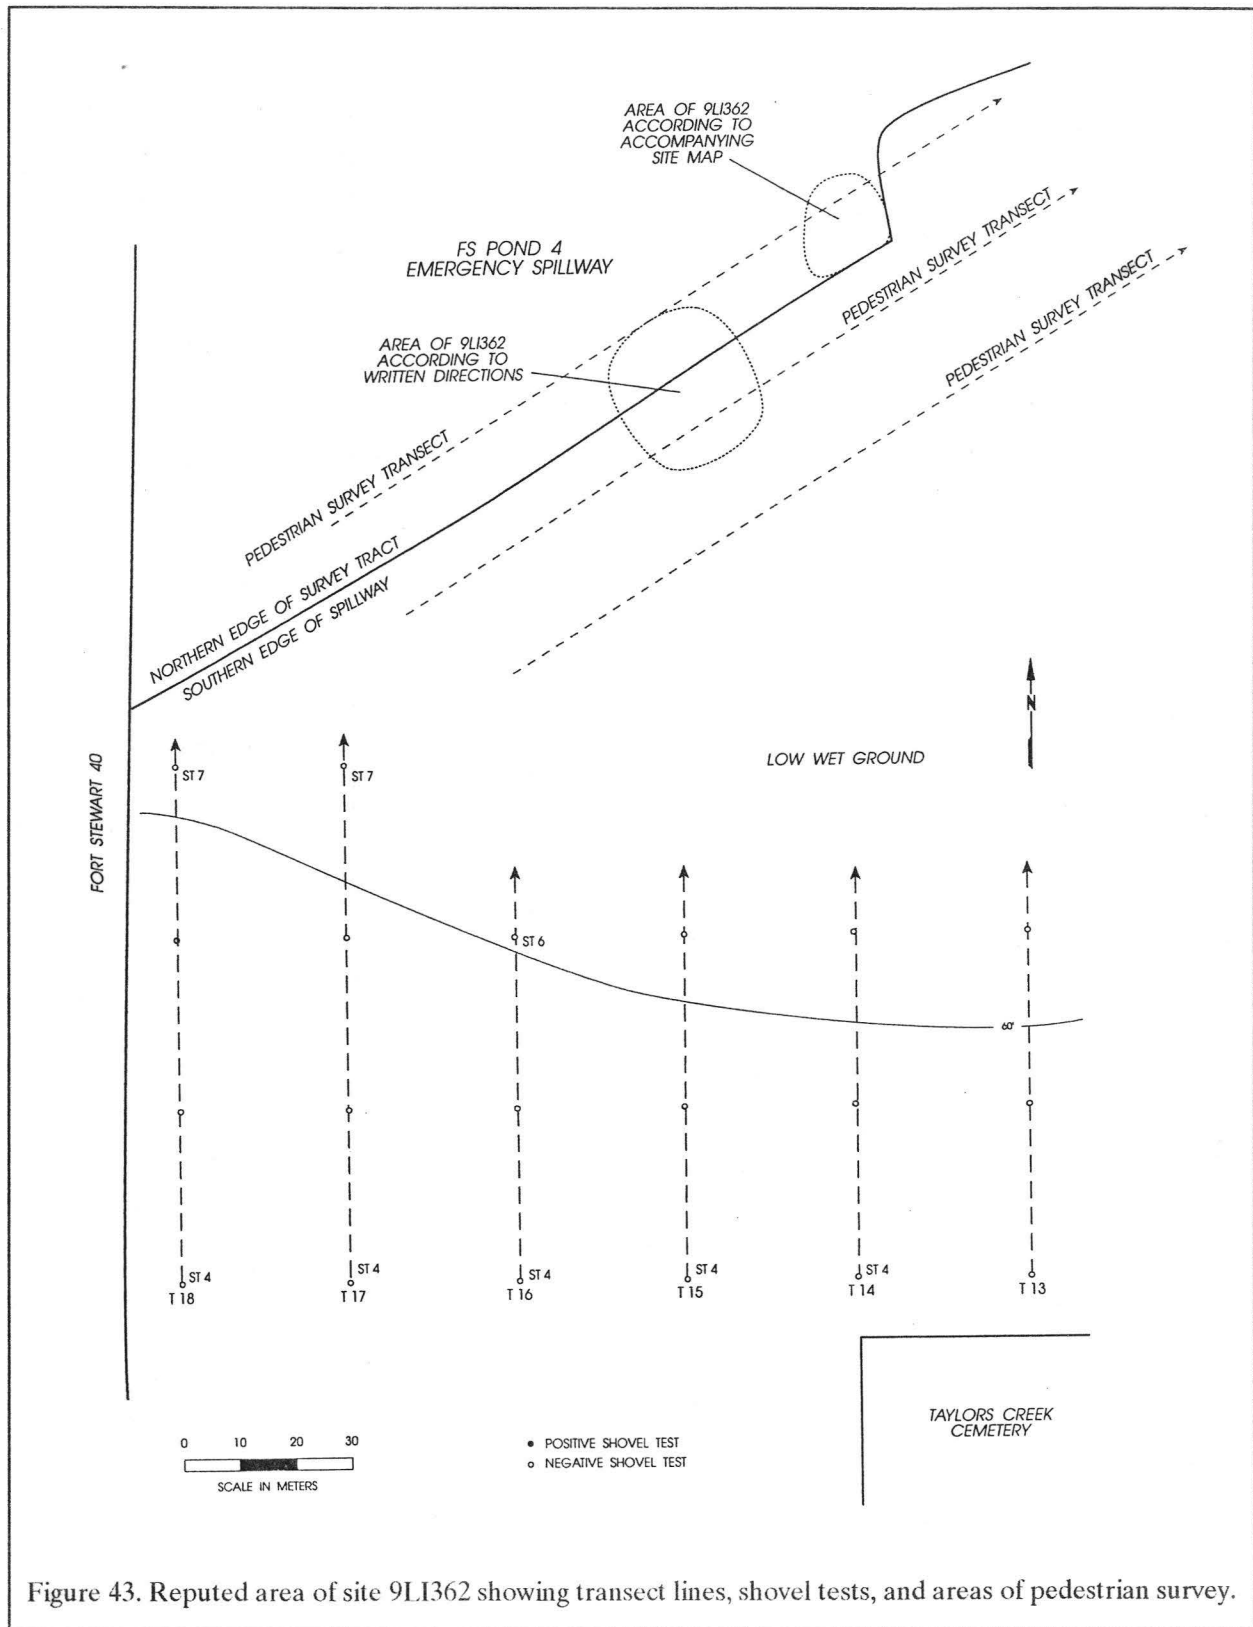 AREA OF 9LI362
ACCORDING TO
ACCOMPANYING
SITE MAP
FS POND 4
EMERGENCY SPILLWAY
PEDESTRIAN SURVEY TRANSECT
PEDESTRIAN SURVEY TRANSECT
AREA OF 9LI362
ACCORDING TO
WRITTEN DIRECTIONS
PEDESTRIAN SURVEY TRANSECT
NORTHERN EDGE OF SURVEY TRACT
SOUTHERN EDGE OF SPILLWAY
N
LOW WET GROUND
FORT STEWART 40
ST 7
ST 7
ST 6
60'
ST 4
ST 4
ST 4
ST 4
ST 4
T 18
T 17
T 16
T 15
T 14
T 13
TAYLORS CREEK
CEMETERY
0 10 20 30
SCALE IN METERS
POSITIVE SHOVEL TEST
NEGATIVE SHOVEL TEST
Figure 43. Reputed area of site 9LI362 showing transect lines, shovel tests, and areas of pedestrian survey.